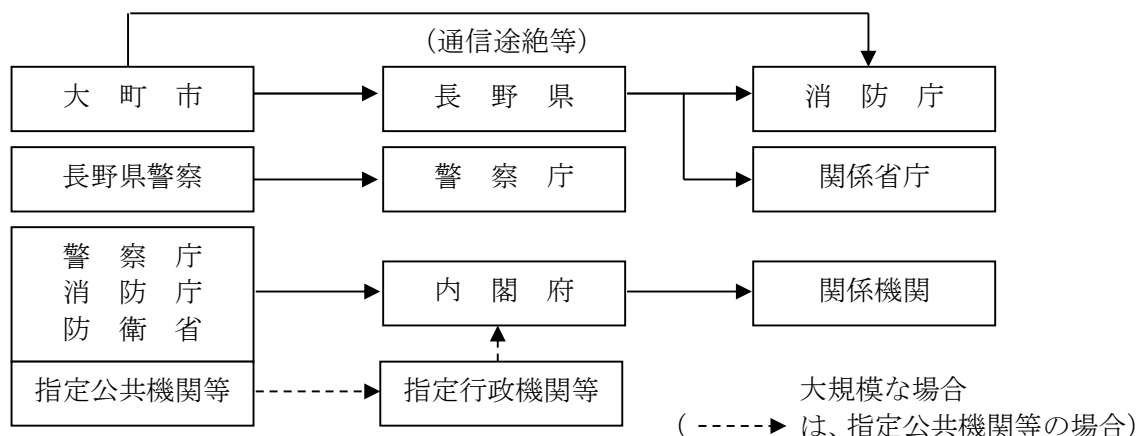 (通信途絶等)
大町市
長野県
消防庁
長野県警察
警察庁
関係省庁
警察庁
消防庁
防衛省
内閣府
関係機関
指定公共機関等
指定行政機関等
大規模な場合
( は、指定公共機関等の場合)